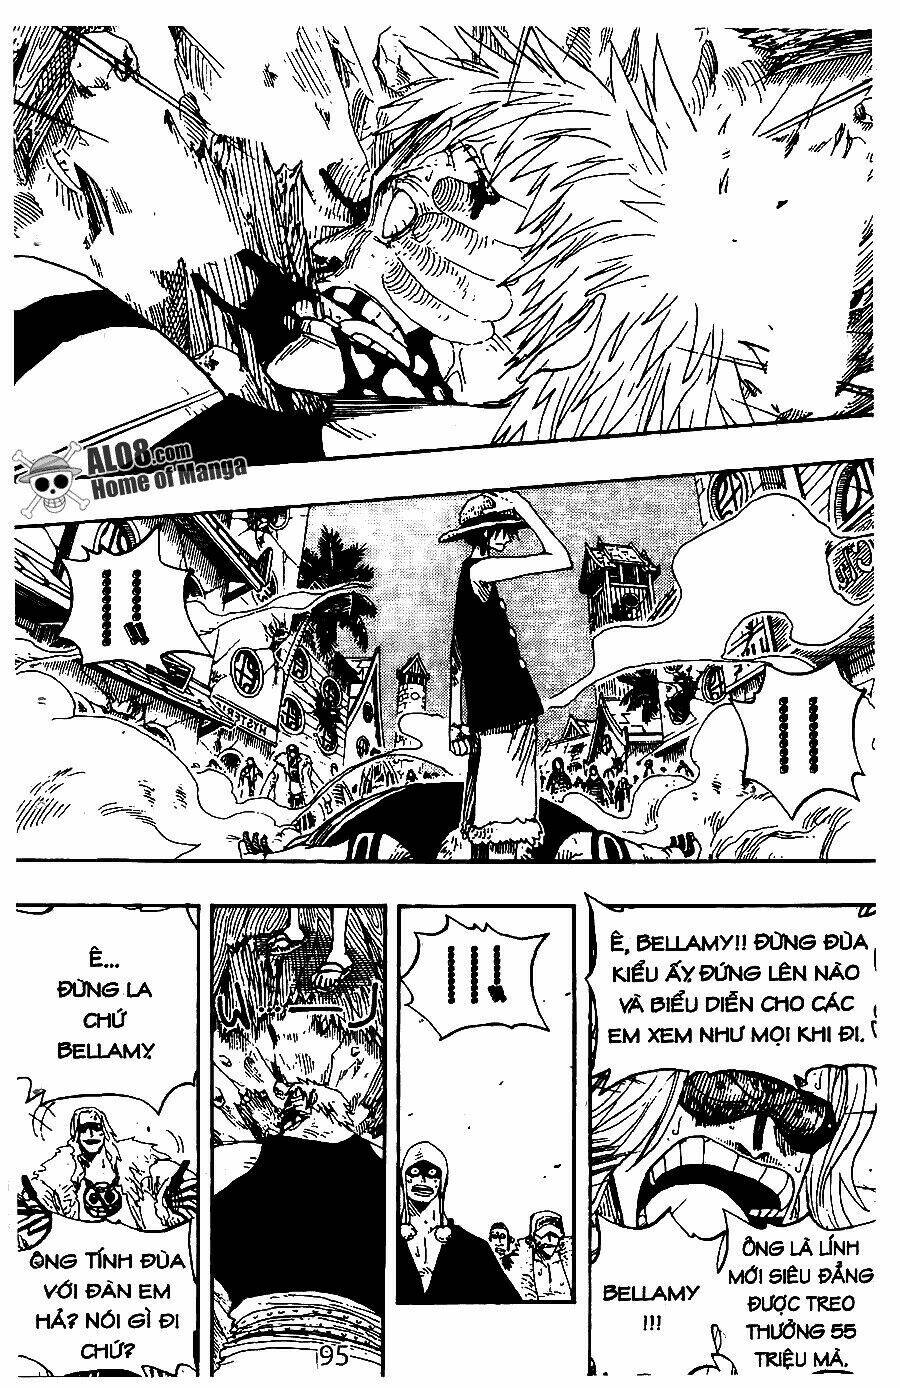 ALO8.com
Home of Manga
!!
Ê, BELLAMY!! ĐỪNG ĐÙA
KIỂU ẤY. ĐỨNG LÊN NÀO
VÀ BIỂU DIỄN CHO CÁC
EM XEM NHƯ MỌI KHI ĐI.
ÔNG LÀ LÍNH
MỚI SIÊU ĐẲNG
ĐƯỢC TREO
THƯỞNG 55
TRIỆU MÀ.
BELLAMY
!!!
!!
Ê...
ĐỪNG LA
CHỨ
BELLAMY.
ÔNG TÍNH ĐÙA
VỚI ĐÀN EM
HẢ? NÓI GÌ ĐI
CHỨ?
95